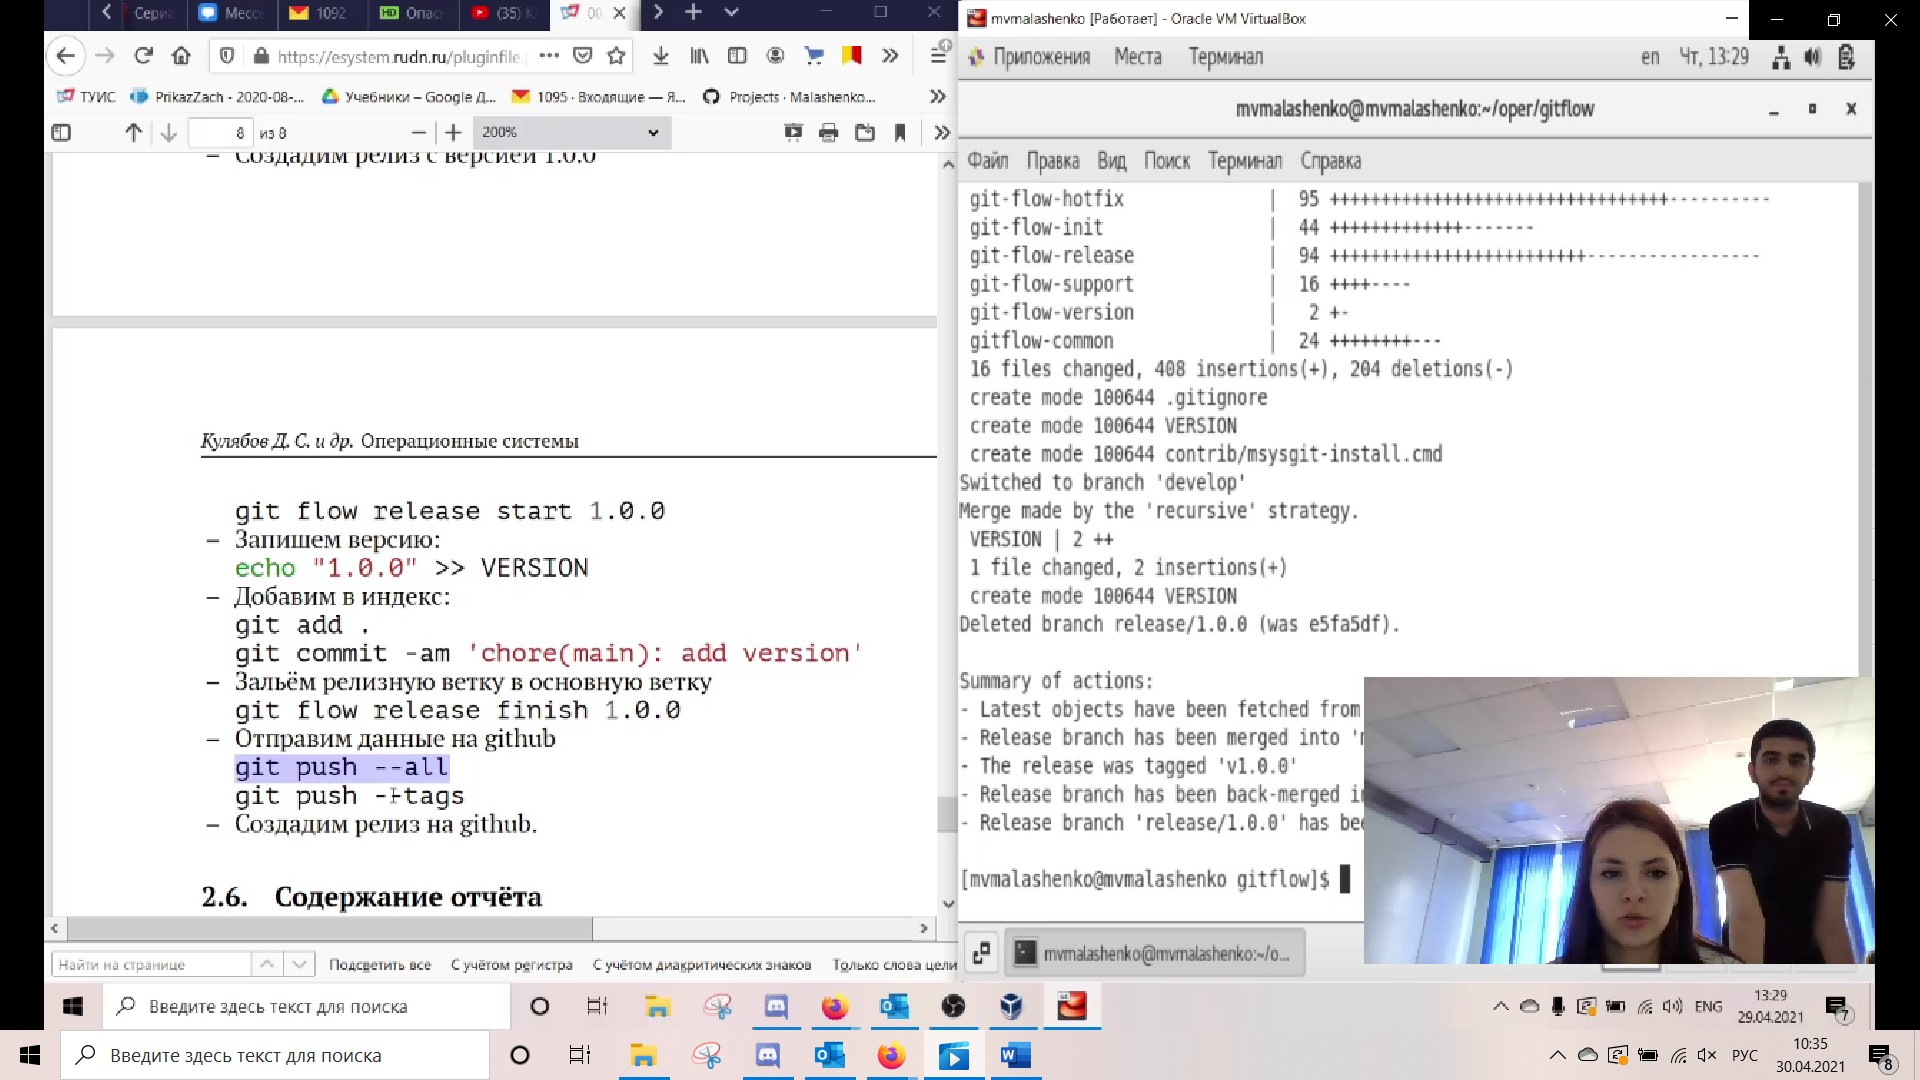 Сериа
Мессе
1092
HD Опас
(35) К
00
https://esystem.rudn.ru/pluginfile.
ТУИС
PrikazZach - 2020-08-...
Учебники – Google Д...
1095 · Входящие — Я...
Projects · Malashenko...
8 из 8
200%
– Создадим релиз с версией 1.0.0
Кулябов Д. С. и др. Операционные системы
git flow release start 1.0.0
– Запишем версию:
echo "1.0.0" >> VERSION
– Добавим в индекс:
git add .
git commit -am 'chore(main): add version'
– Зальём релизную ветку в основную ветку
git flow release finish 1.0.0
– Отправим данные на github
git push --all
git push --tags
– Создадим релиз на github.
2.6. Содержание отчёта
Найти на странице
Подсветить все
С учётом регистра
С учётом диакритических знаков
Только слова цели
mvmalashenko [Работает] - Oracle VM VirtualBox
Приложения Места Терминал
en Чт, 13:29
mvmalashenko@mvmalashenko:~/oper/gitflow
Файл Правка Вид Поиск Терминал Справка
git-flow-hotfix | 95 ++++++++++++++++++++++++++++++++----------
git-flow-init | 44 +++++++++++++-------
git-flow-release | 94 +++++++++++++++++++++++++-----------------
git-flow-support | 16 ++++----
git-flow-version | 2 +-
gitflow-common | 24 ++++++++---
16 files changed, 408 insertions(+), 204 deletions(-)
create mode 100644 .gitignore
create mode 100644 VERSION
create mode 100644 contrib/msysgit-install.cmd
Switched to branch 'develop'
Merge made by the 'recursive' strategy.
VERSION | 2 ++
1 file changed, 2 insertions(+)
create mode 100644 VERSION
Deleted branch release/1.0.0 (was e5fa5df).
Summary of actions:
- Latest objects have been fetched from
- Release branch has been merged into '
- The release was tagged 'v1.0.0'
- Release branch has been back-merged i
- Release branch 'release/1.0.0' has bee
[mvmalashenko@mvmalashenko gitflow]$
mvmalashenko@mvmalashenko:~/o...
Введите здесь текст для поиска
ENG
13:29
29.04.2021
7
Введите здесь текст для поиска
РУС
10:35
30.04.2021
8